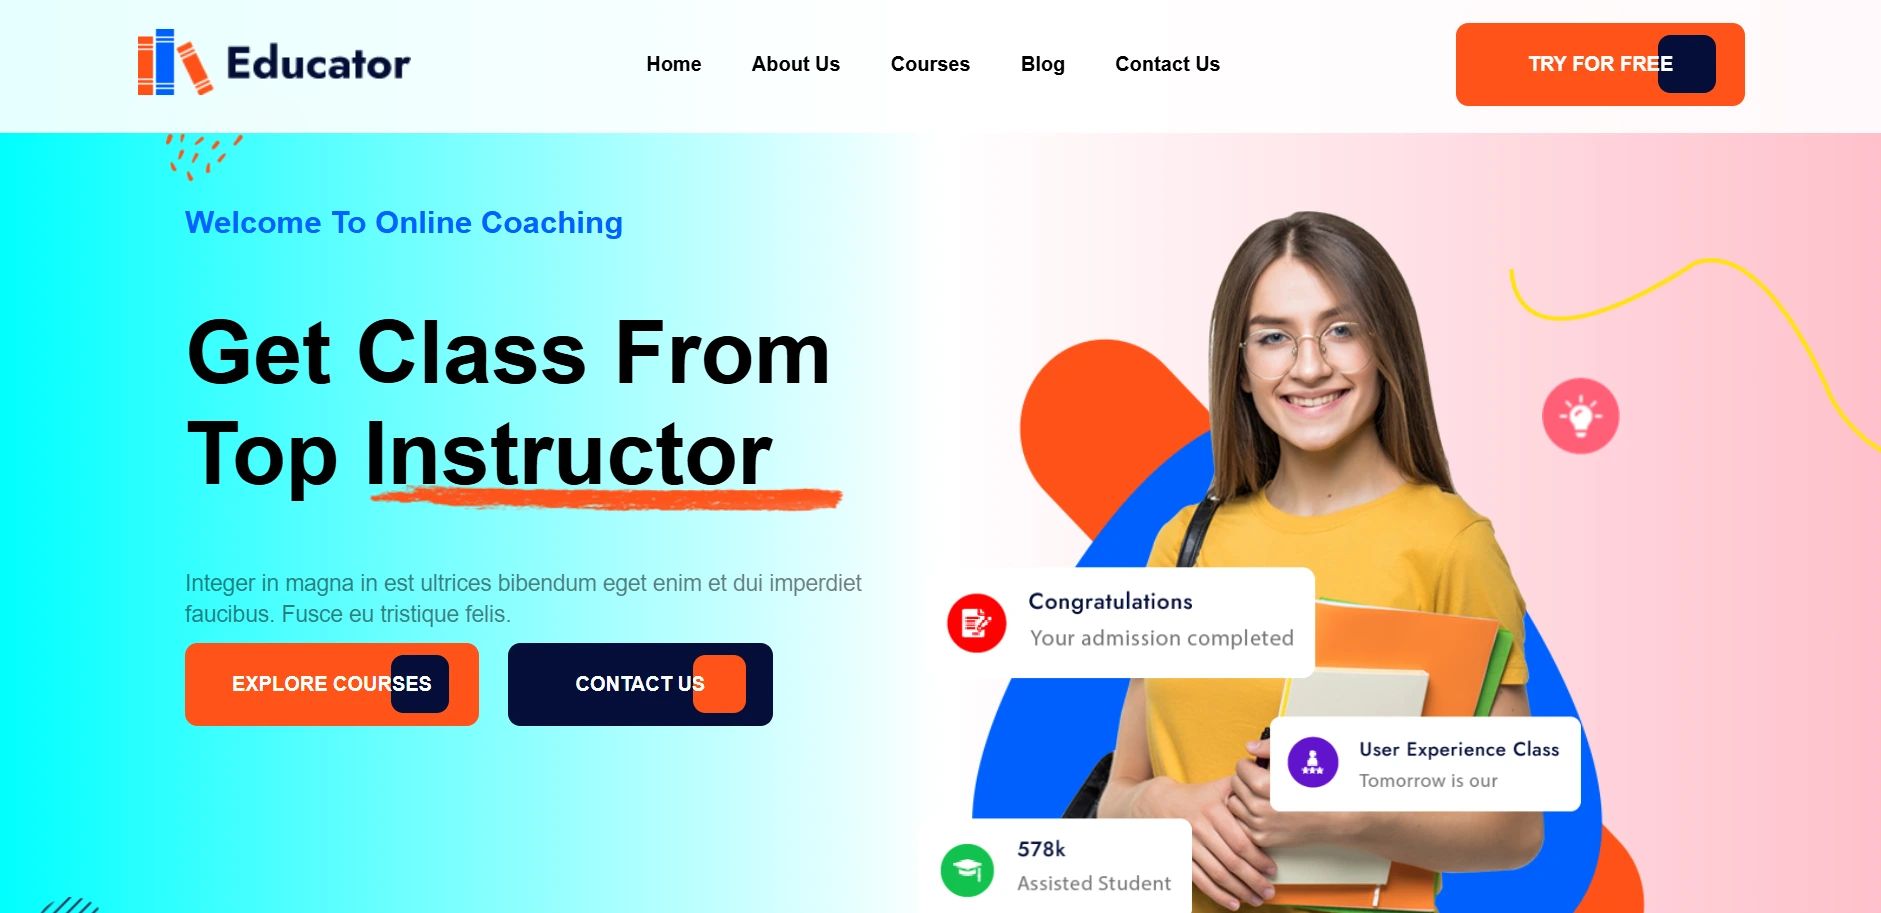 Educator
Home
About Us
Courses
Blog
Contact Us
TRY FOR FREE
Welcome To Online Coaching
Get Class From
Top Instructor
Integer in magna in est ultrices bibendum eget enim et dui imperdiet
faucibus. Fusce eu tristique felis.
EXPLORE COURSES
CONTACT US
Congratulations
Your admission completed
User Experience Class
Tomorrow is our
578k
Assisted Student